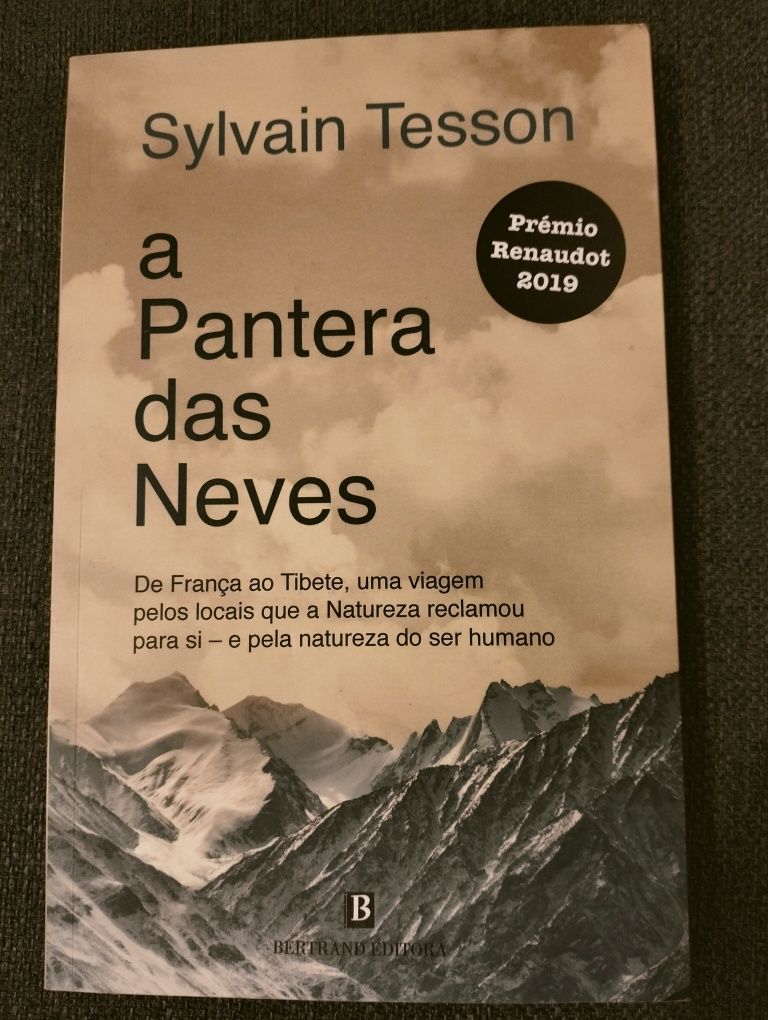 Sylvain Tesson
Prémio
Renaudot
2019
a
Pantera
das
Neves
De França ao Tibete, uma viagem
pelos locais que a Natureza reclamou
para si – e pela natureza do ser humano
B
BERTRAND EDITORA